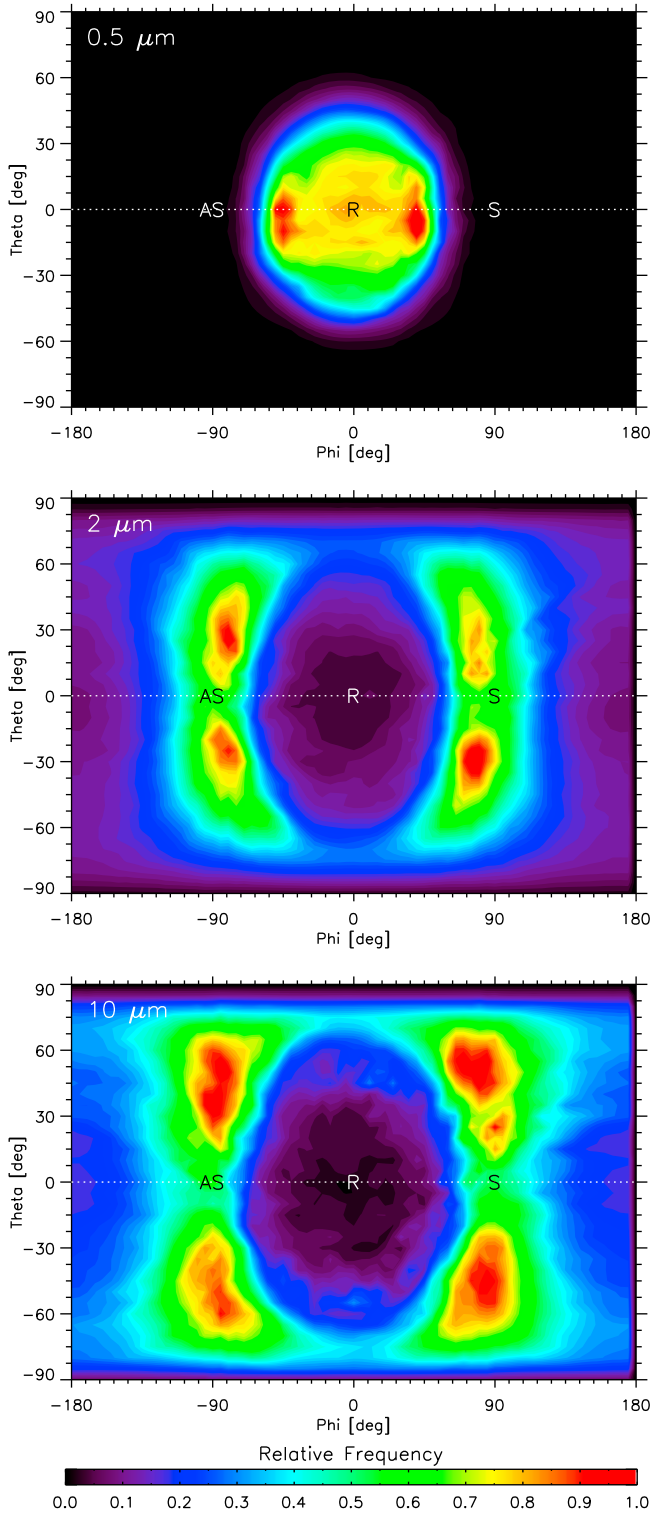 0.5 μm
90
60
30
0
−30
−60
−90
Theta [deg]
AS R S
−180 −90 0 90 180
Phi [deg]
2 μm
90
60
30
0
−30
−60
−90
Theta [deg]
AS R S
−180 −90 0 90 180
Phi [deg]
10 μm
90
60
30
0
−30
−60
−90
Theta [deg]
AS R S
−180 −90 0 90 180
Phi [deg]
Relative Frequency
0.0 0.1 0.2 0.3 0.4 0.5 0.6 0.7 0.8 0.9 1.0